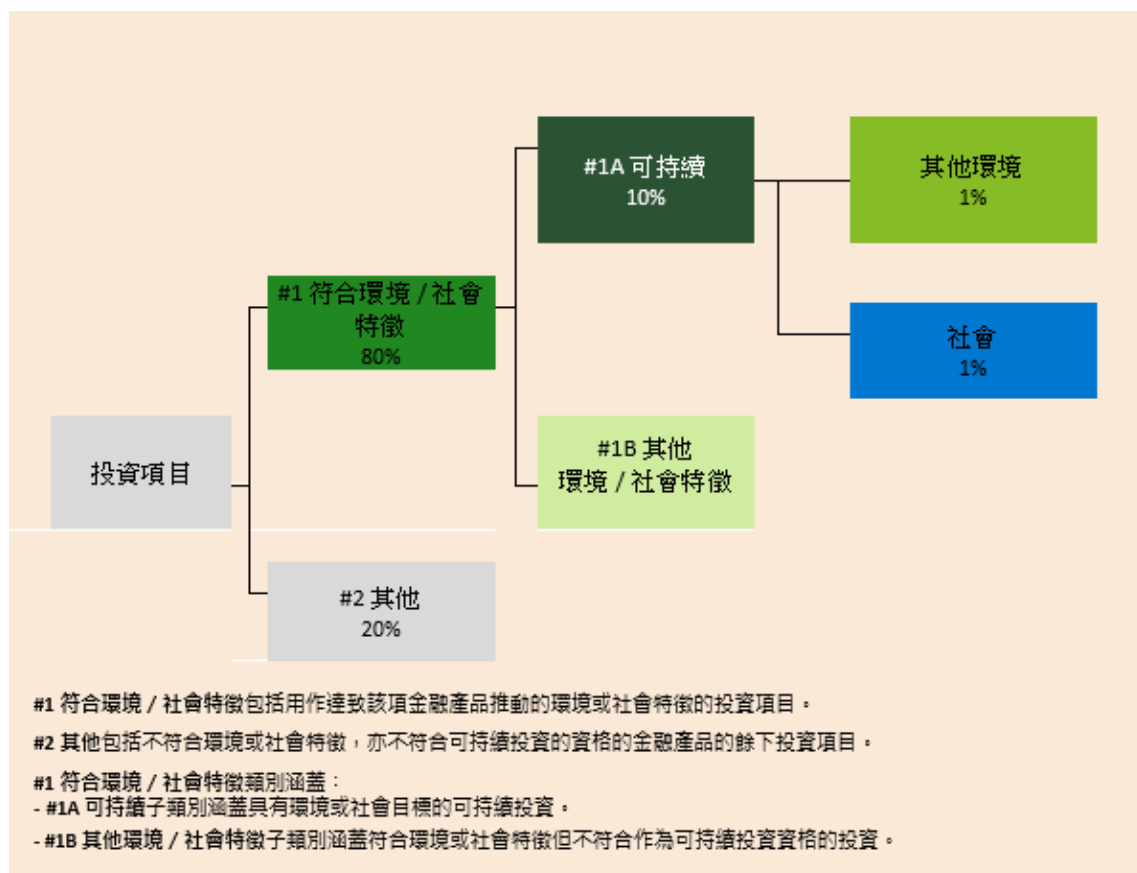 #1A 可持續
10%
其他環境
1%
#1 符合環境 / 社會
特徵
80%
社會
1%
#1B 其他
環境 / 社會特徵
投資項目
#2 其他
20%
#1 符合環境 / 社會特徵包括用作達致該項金融產品推動的環境或社會特徵的投資項目。
#2 其他包括不符合環境或社會特徵，亦不符合可持續投資的資格的金融產品的餘下投資項目。
#1 符合環境 / 社會特徵類別涵蓋：
- #1A 可持續子類別涵蓋具有環境或社會目標的可持續投資。
- #1B 其他環境 / 社會特徵子類別涵蓋符合環境或社會特徵但不符合作為可持續投資資格的投資。